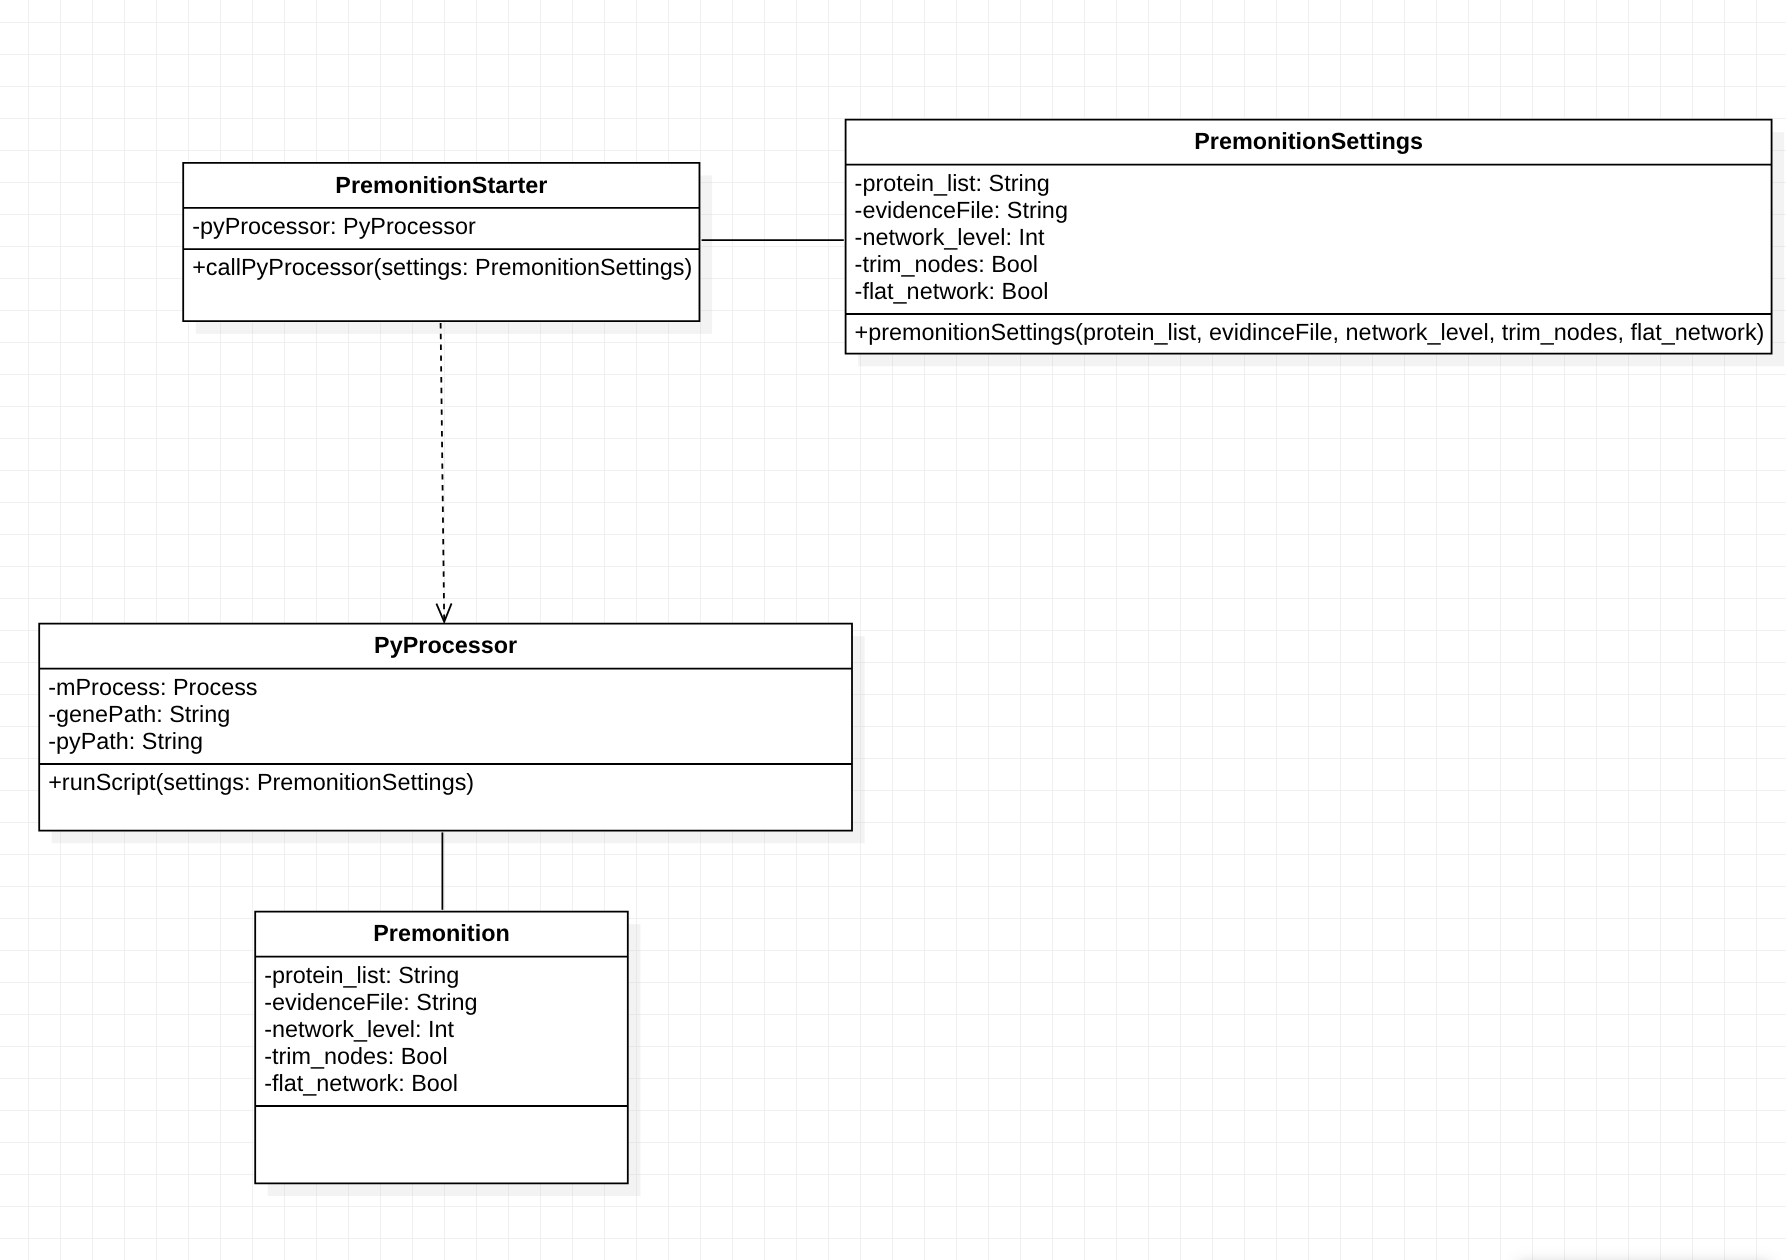 PremonitionStarter
-pyProcessor: PyProcessor
+callPyProcessor(settings: PremonitionSettings)
PremonitionSettings
-protein_list: String
-evidenceFile: String
-network_level: Int
-trim_nodes: Bool
-flat_network: Bool
+premonitionSettings(protein_list, evidinceFile, network_level, trim_nodes, flat_network)
PyProcessor
-mProcess: Process
-genePath: String
-pyPath: String
+runScript(settings: PremonitionSettings)
Premonition
-protein_list: String
-evidenceFile: String
-network_level: Int
-trim_nodes: Bool
-flat_network: Bool